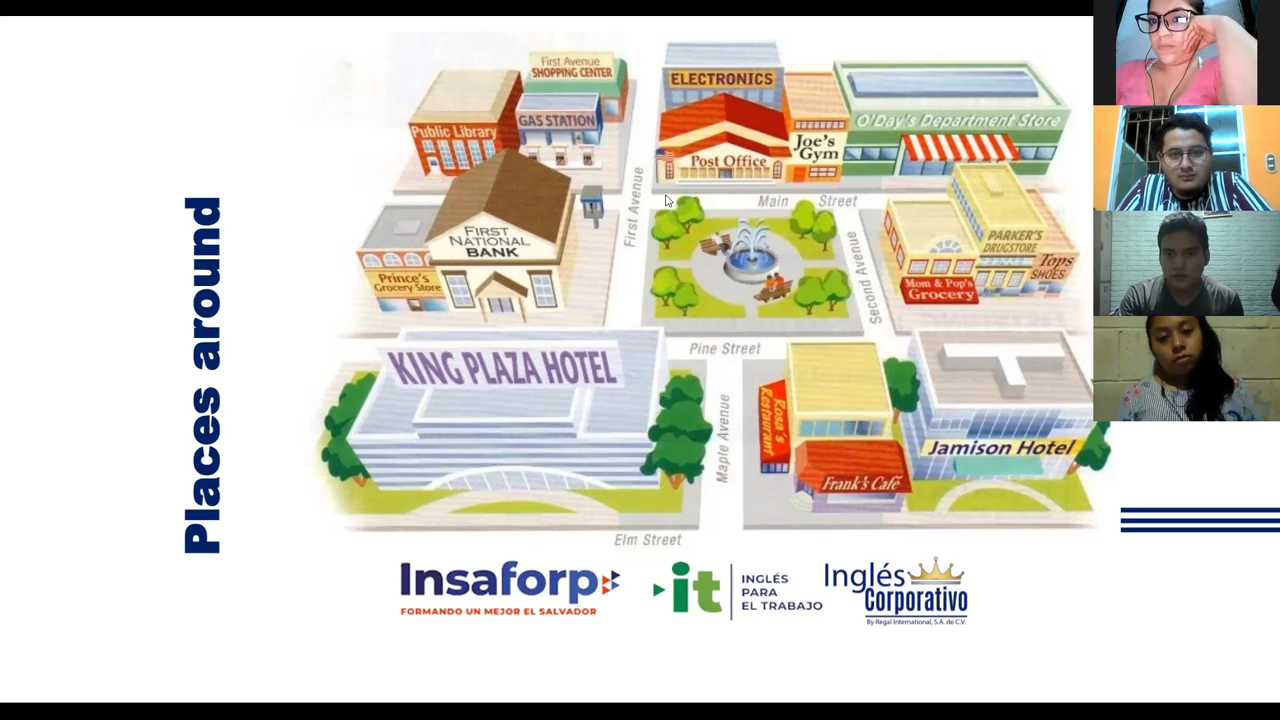 Places around
First Avenue
SHOPPING CENTER
Public Library
GAS STATION
ELECTRONICS
Post Office
Joe's
Gym
O'Day's Department Store
First Avenue
Main Street
FIRST
NATIONAL
BANK
Prince's
Grocery Store
Second Avenue
PARKER'S
DRUGSTORE
Tops
SHOES
Mom & Pop's
Grocery
KING PLAZA HOTEL
Pine Street
Maple Avenue
Rosa's
Restaurant
Frank's Café
Jamison Hotel
Elm Street
Insaforp
FORMANDO UN MEJOR EL SALVADOR
it
INGLÉS
PARA
EL TRABAJO
Inglés
Corporativo
By Regal International, S.A. de C.V.